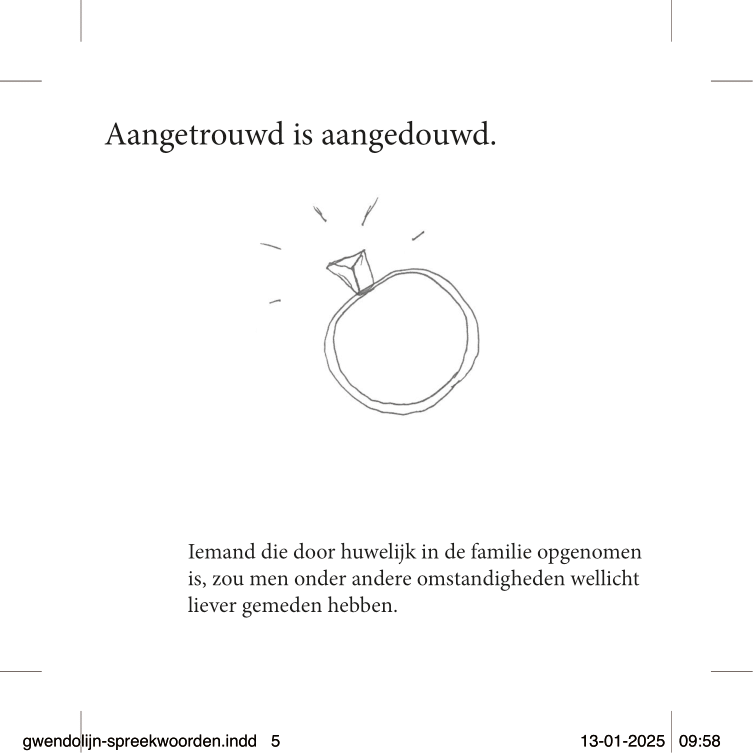 Aangetrouwd is aangedouwd.
Iemand die door huwelijk in de familie opgenomen
is, zou men onder andere omstandigheden wellicht
liever gemeden hebben.
gwendolijn-spreekwoorden.indd 5 13-01-2025 09:58